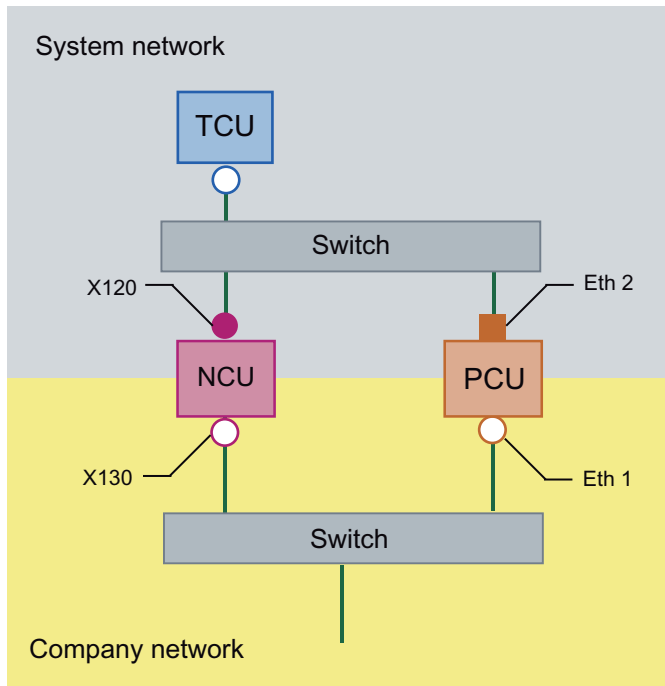 System network
TCU
Switch
X120
Eth 2
NCU
PCU
X130
Eth 1
Switch
Company network